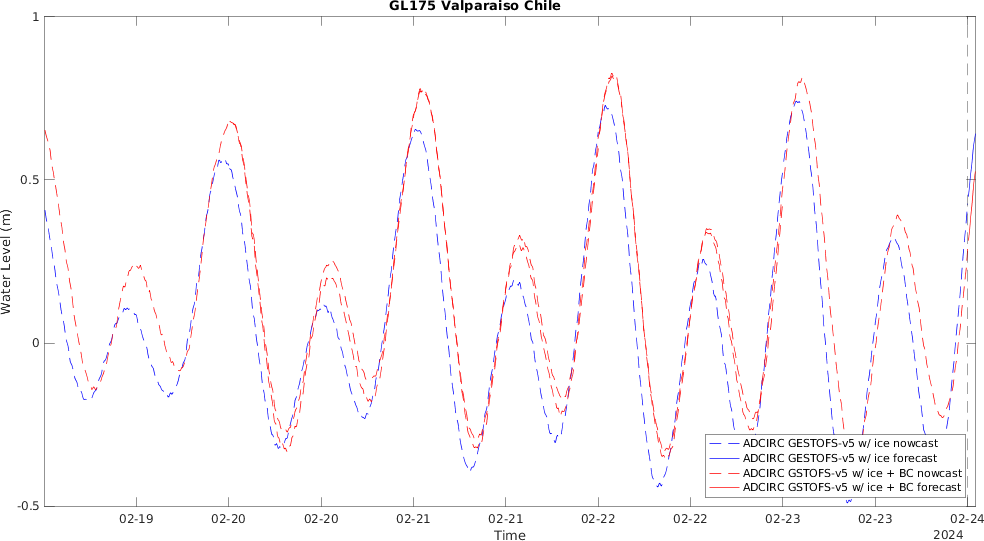 GL175 Valparaiso Chile
1
0.5
0
-0.5
Water Level (m)
ADCIRC GESTOFS-v5 w/ ice nowcast
ADCIRC GESTOFS-v5 w/ ice forecast
ADCIRC GSTOFS-v5 w/ ice + BC nowcast
ADCIRC GSTOFS-v5 w/ ice + BC forecast
02-19 02-20 02-20 02-21 02-21 02-22 02-22 02-23 02-23 02-24
2024
Time